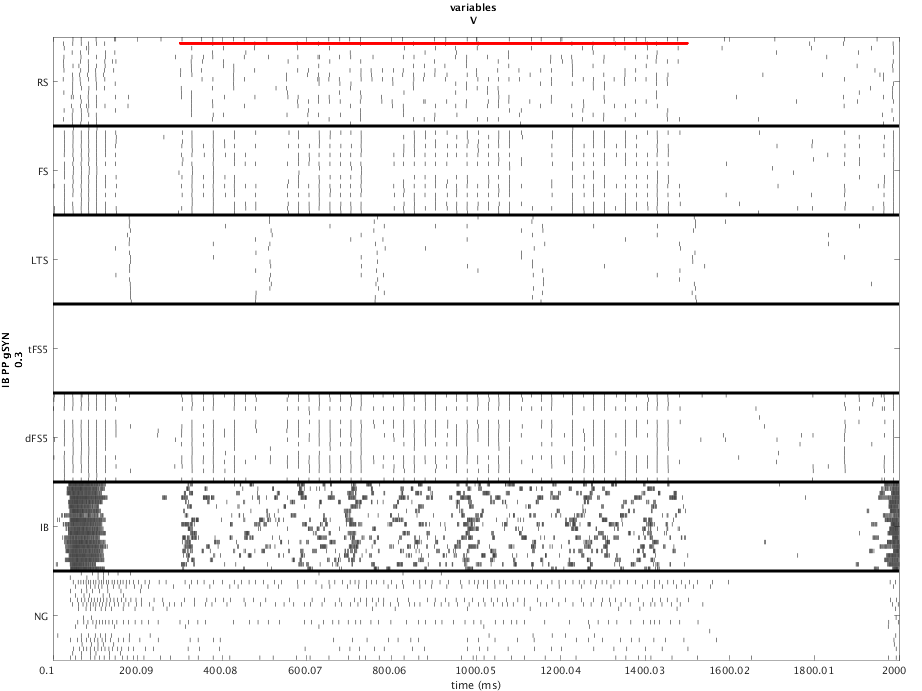 variables
V
RS
FS
LTS
IB PP gSYN
0.3
tFS5
dFS5
IB
NG
0.1 200.09 400.08 600.07 800.06 1000.05 1200.04 1400.03 1600.02 1800.01 2000
time (ms)